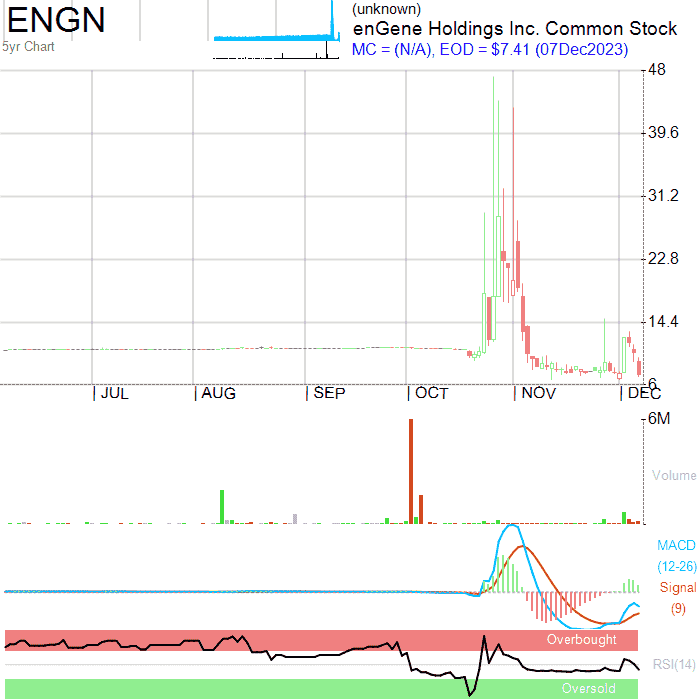 ENGN
5yr Chart
(unknown)
enGene Holdings Inc. Common Stock
MC = (N/A), EOD = $7.41 (07Dec2023)
48
39.6
31.2
22.8
14.4
6
JUL AUG SEP OCT NOV DEC
6M
Volume
MACD
(12-26)
Signal
(9)
Overbought
RSI(14)
Oversold